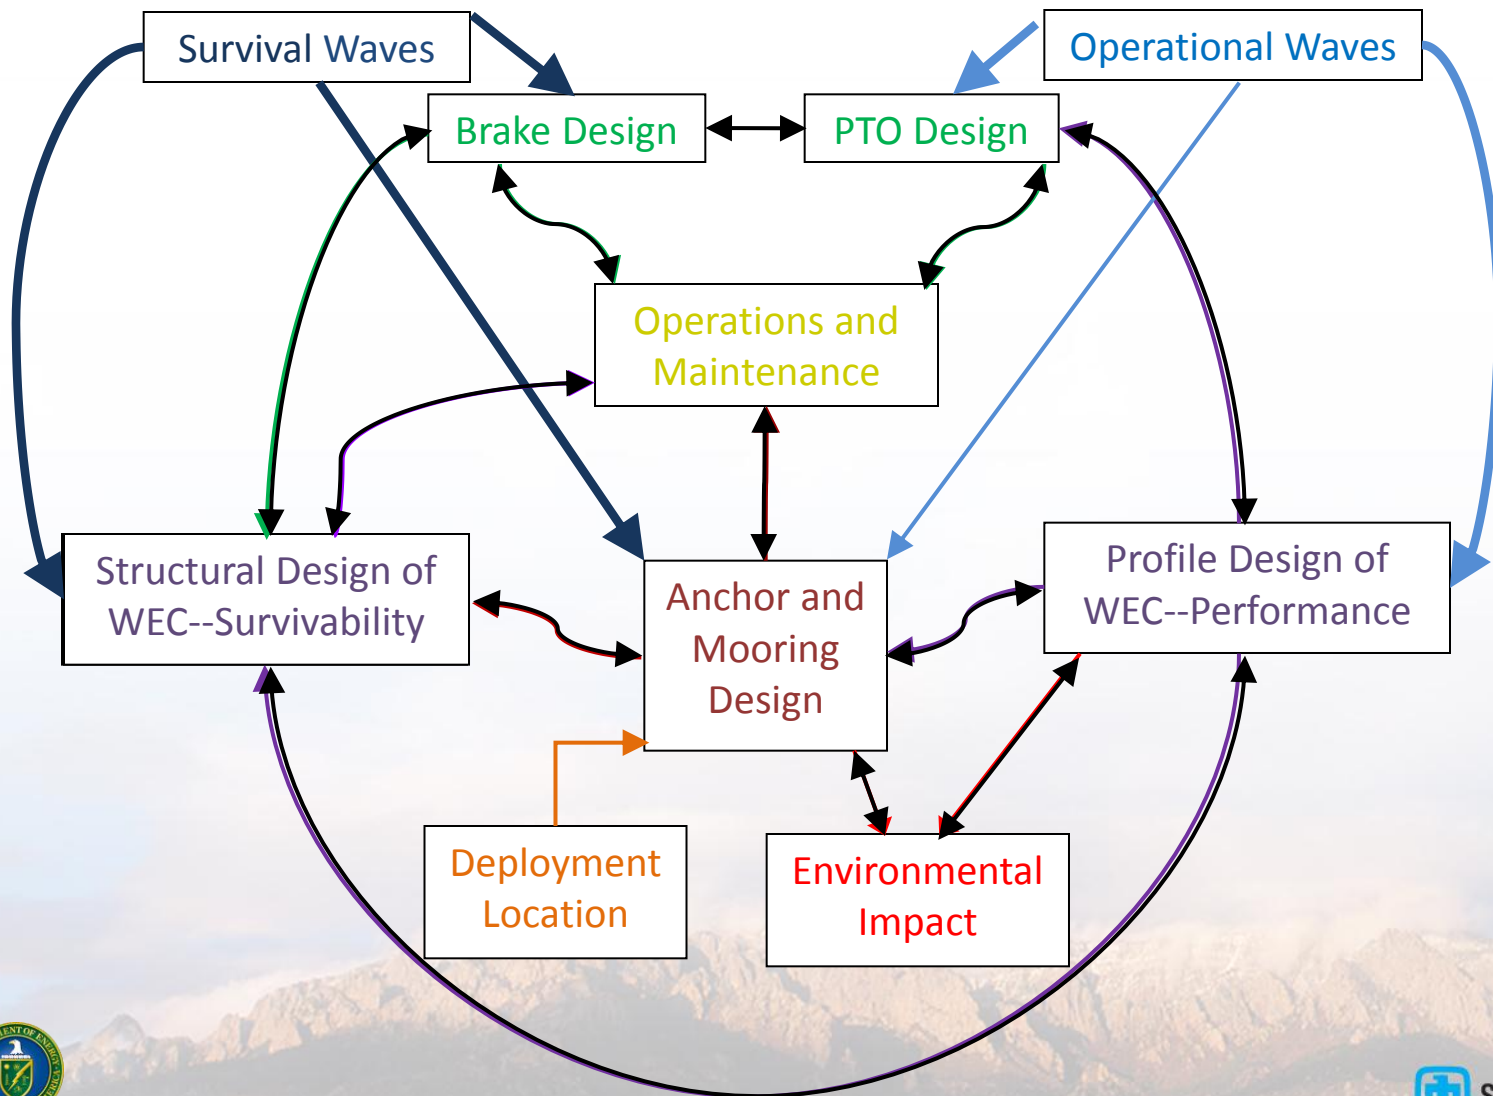 Survival Waves
Operational Waves
Brake Design
PTO Design
Operations and
Maintenance
Structural Design of
WEC--Survivability
Anchor and
Mooring
Design
Profile Design of
WEC--Performance
Deployment
Location
Environmental
Impact